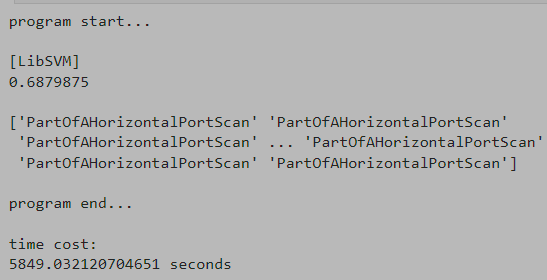 program start...
[LibSVM]
0.6879875
['PartOfAHorizontalPortScan' 'PartOfAHorizontalPortScan'
'PartOfAHorizontalPortScan' ... 'PartOfAHorizontalPortScan'
'PartOfAHorizontalPortScan' 'PartOfAHorizontalPortScan']
program end...
time cost:
5849.032120704651 seconds